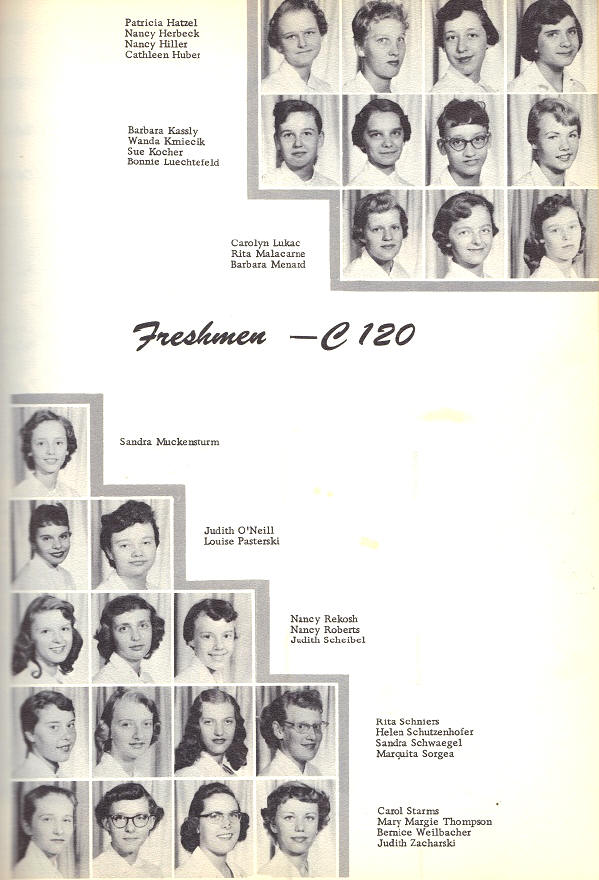 Patricia Hatzel
Nancy Herbeck
Nancy Hiller
Cathleen Huber
Barbara Kassly
Wanda Kmiecik
Sue Kocher
Bonnie Luechtefeld
Carolyn Lukac
Rita Malacarne
Barbara Menard
Freshmen — C 120
Sandra Muckensturm
Judith O'Neill
Louise Pasterski
Nancy Rekosh
Nancy Roberts
Judith Scheibel
Rita Schniers
Helen Schutzenhofer
Sandra Schwaegel
Marquita Sorgea
Carol Starms
Mary Margie Thompson
Bernice Weilbacher
Judith Zacharski